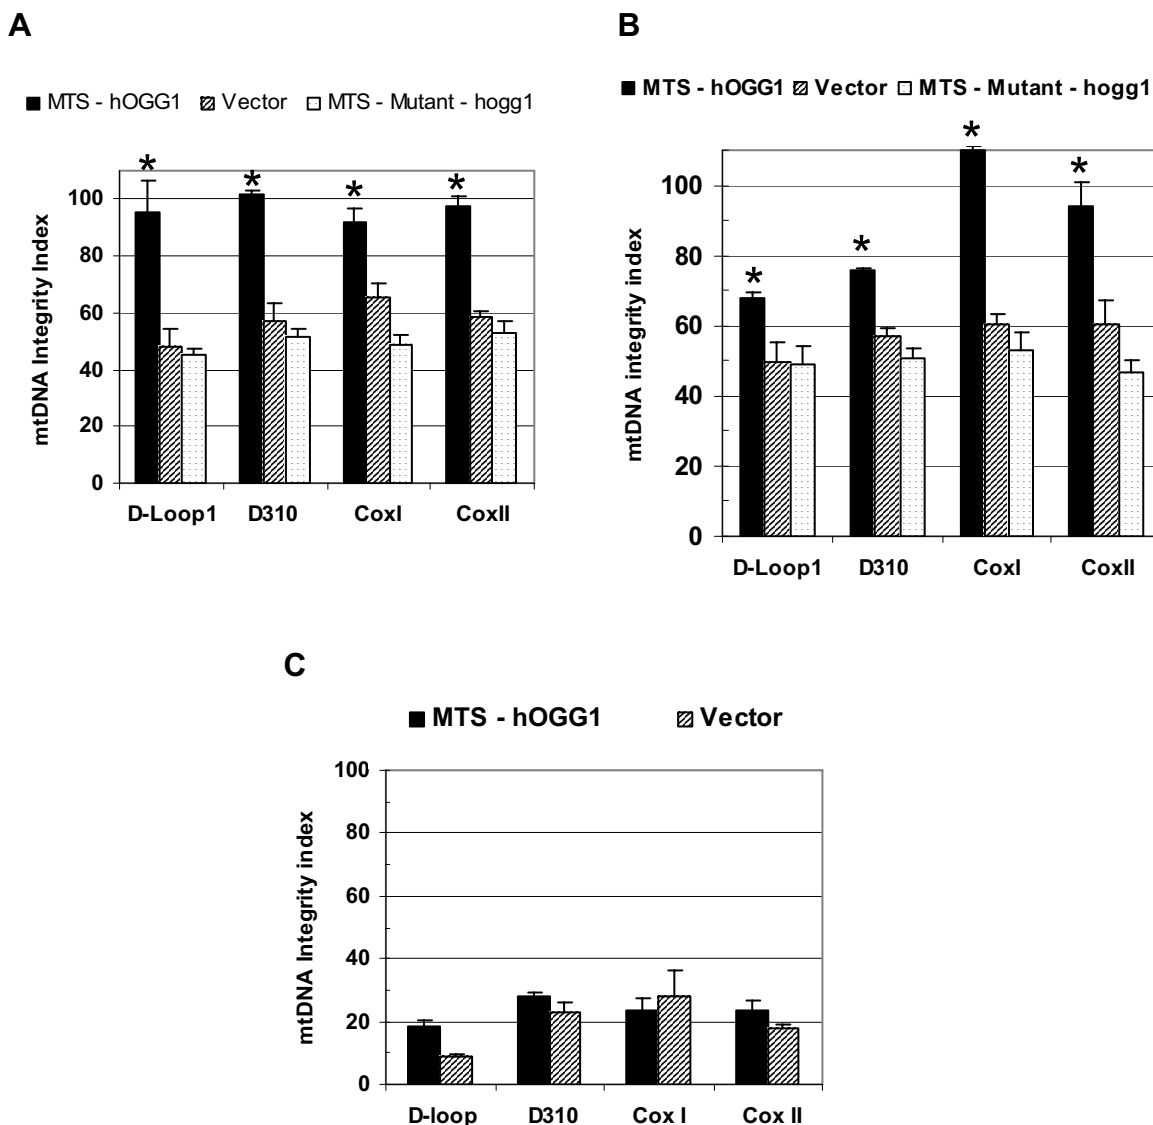 A
MTS - hOGG1 Vector MTS - Mutant - hogg1
mtDNA Integrity Index
100
80
60
40
20
0
* * * *
D-Loop1 D310 CoxI CoxII
B
MTS - hOGG1 Vector MTS - Mutant - hogg1
mtDNA integrity index
100
80
60
40
20
0
* * * *
D-Loop1 D310 CoxI CoxII
C
MTS - hOGG1 Vector
mtDNA Integrity index
100
80
60
40
20
0
D-loop D310 Cox I Cox II